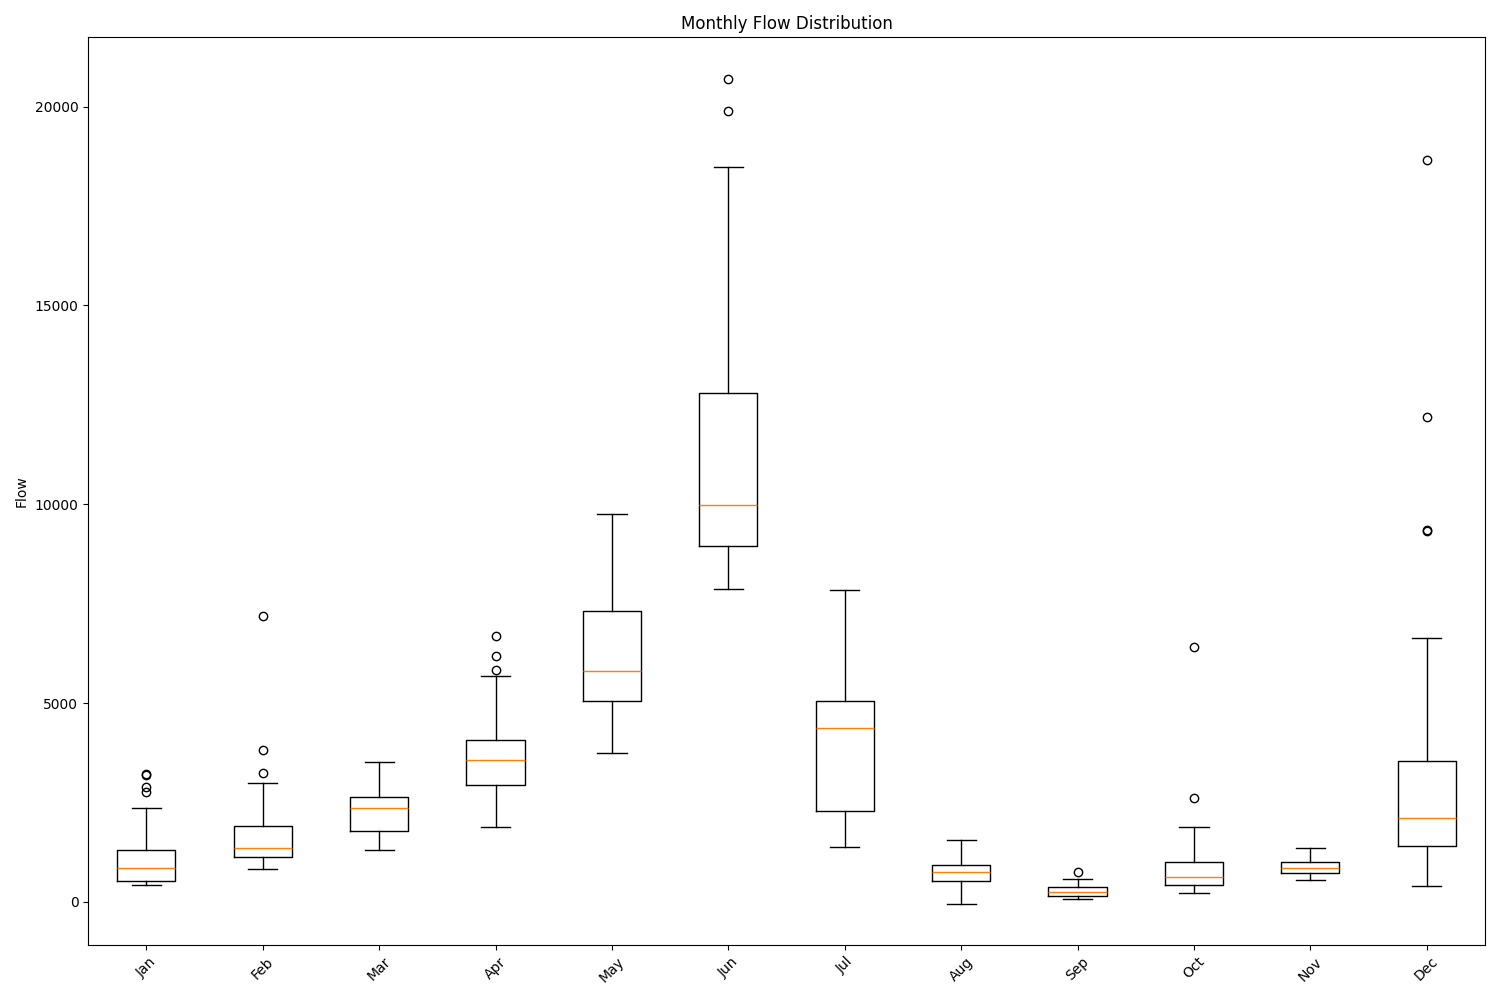 Monthly Flow Distribution
20000
15000
10000
5000
0
Flow
Jan
Feb
Mar
Apr
May
Jun
Jul
Aug
Sep
Oct
Nov
Dec